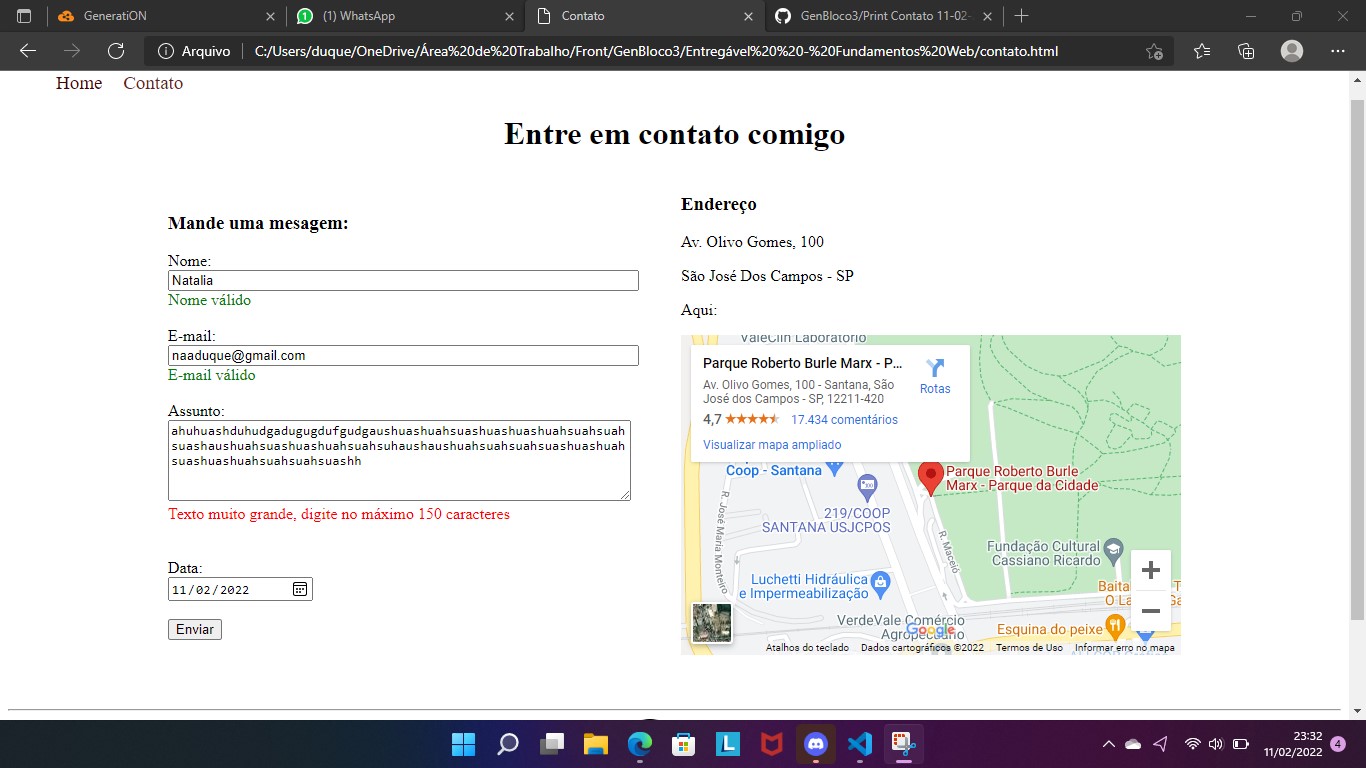 GeneratiON
(1) WhatsApp
Contato
GenBloco3/Print Contato 11-02-
Arquivo
C:/Users/duque/OneDrive/Área%20de%20Trabalho/Front/GenBloco3/Entregável%20%20-%20Fundamentos%20Web/contato.html
Home Contato
Entre em contato comigo
Mande uma mesagem:
Nome:
Natalia
Nome válido
E-mail:
naaduque@gmail.com
E-mail válido
Assunto:
Texto muito grande, digite no máximo 150 caracteres
Data:
11/02/2022
Enviar
Endereço
Av. Olivo Gomes, 100
São José Dos Campos - SP
Aqui:
ValeClin Laboratório
Parque Roberto Burle Marx - P...
Av. Olivo Gomes, 100 - Santana, São
José dos Campos - SP, 12211-420
Rotas
4,7 17.434 comentários
Visualizar mapa ampliado
Coop - Santana
Parque Roberto Burle
Marx - Parque da Cidade
219/COOP
SANTANA USJCPOS
R. José Maria Monteiro
R. Maceió
Fundação Cultural
Cassiano Ricardo
Luchetti Hidráulica
e Impermeabilização
VerdeVale Comércio
Agropecuário
Google
Esquina do peixe
Atalhos do teclado Dados cartográficos ©2022 Termos de Uso Informar erro no mapa
23:32
11/02/2022
4